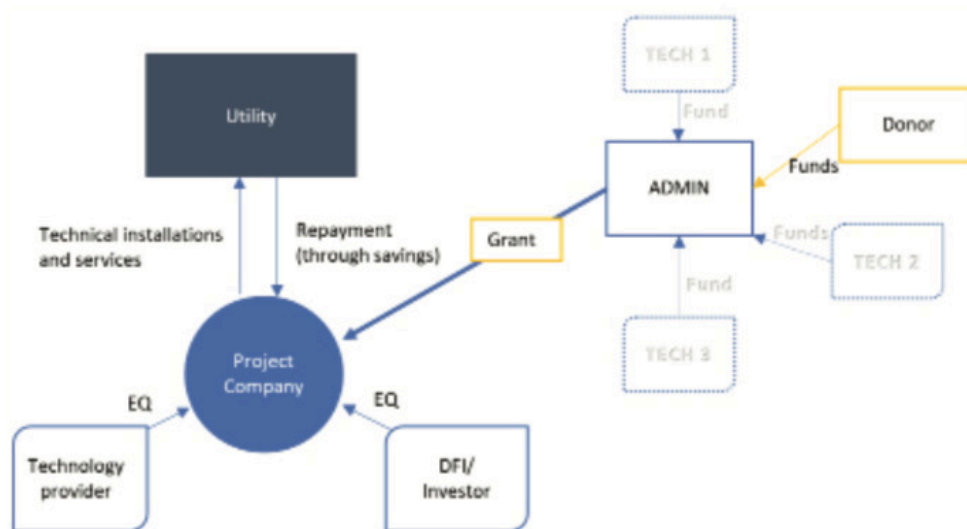 TECH 1
Utility
Fund
Donor
Funds
ADMIN
Technical installations
and services
Repayment
(through savings)
Grant
Funds
TECH 2
Fund
TECH 3
Project
Company
EQ
EQ
Technology
provider
DFI/
Investor